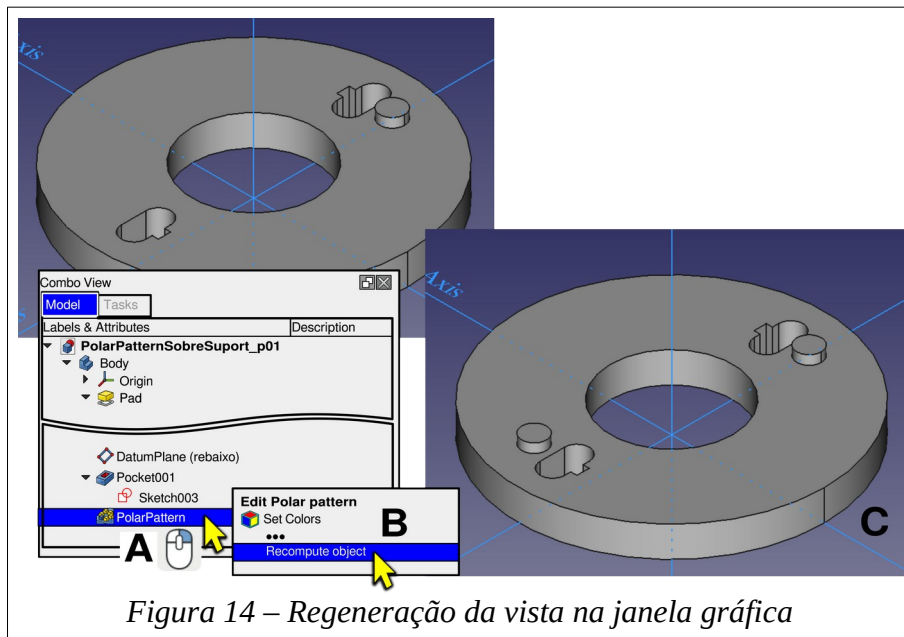 Axis
Combo View
Model Tasks
Labels & Attributes Description
PolarPatternSobreSuport_p01
Body
Origin
Pad
DatumPlane (rebaixo)
Pocket001
Sketch003
PolarPattern
A
Edit Polar pattern
Set Colors
B
•••
Recompute object
Axis
C
Figura 14 – Regeneração da vista na janela gráfica